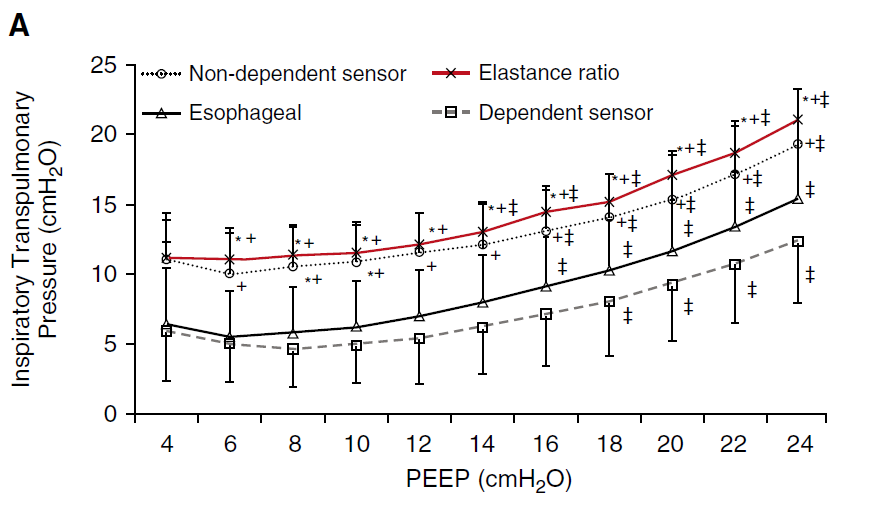 A
Inspiratory Transpulmonary
Pressure (cmH₂O)
25
20
15
10
5
0
Non-dependent sensor
Elastance ratio
Esophageal
Dependent sensor
*+ *+ *+ *+ *+‡ *+‡ *+‡ *+‡ *+‡ *+‡
+ *+ *+ + + +‡ +‡ +‡ +‡ +‡
‡ ‡ ‡ ‡ ‡
‡ ‡ ‡ ‡
4 6 8 10 12 14 16 18 20 22 24
PEEP (cmH₂O)